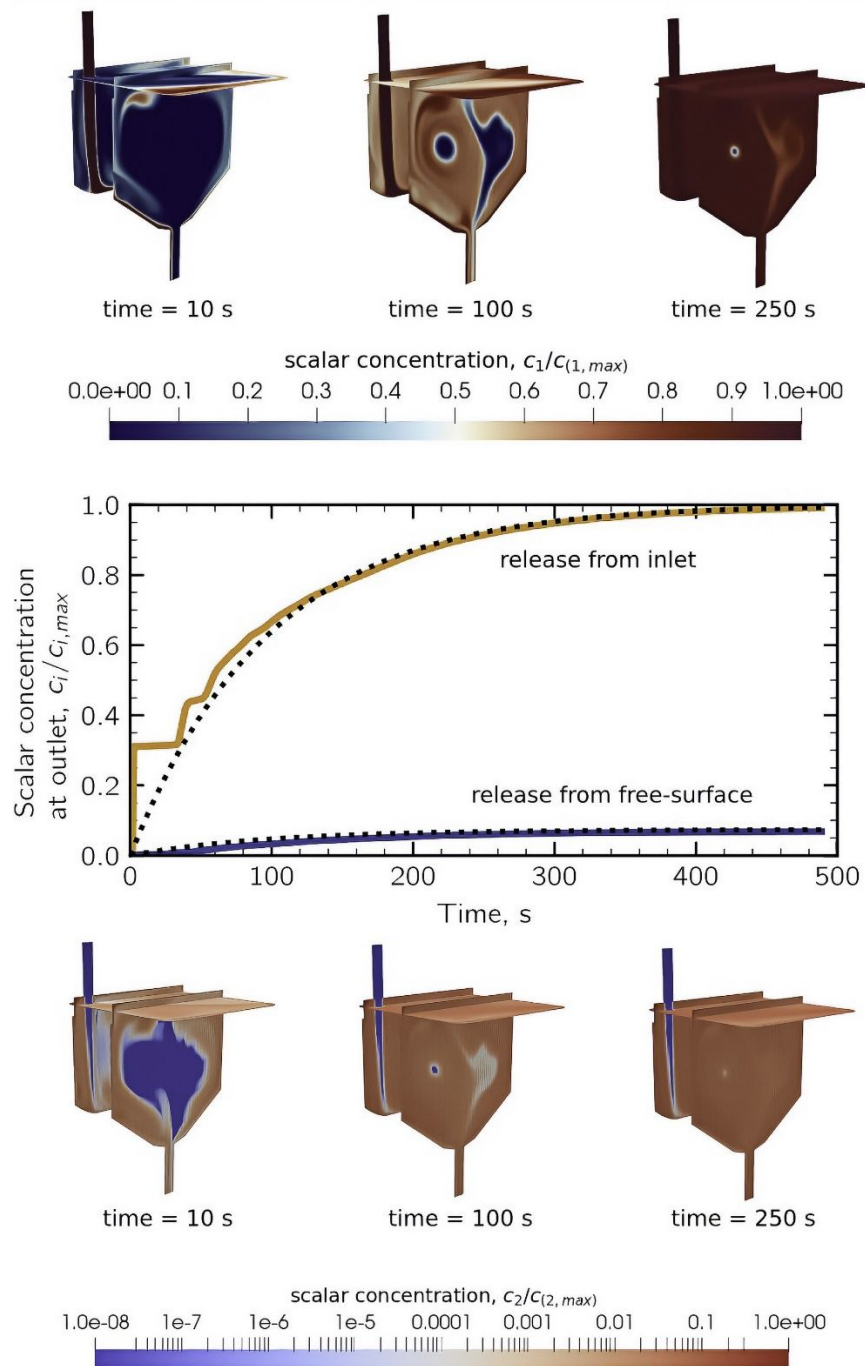 time = 10 s
time = 100 s
time = 250 s
scalar concentration, c₁/c₍₁,ₘₐₓ₎
0.0e+00 0.1 0.2 0.3 0.4 0.5 0.6 0.7 0.8 0.9 1.0e+00
Scalar concentration
at outlet, cᵢ/cᵢ,ₘₐₓ
1.0
0.8
0.6
0.4
0.2
0.0
release from inlet
release from free-surface
0 100 200 300 400 500
Time, s
time = 10 s
time = 100 s
time = 250 s
scalar concentration, c₂/c₍₂,ₘₐₓ₎
1.0e-08 1e-7 1e-6 1e-5 0.0001 0.001 0.01 0.1 1.0e+00